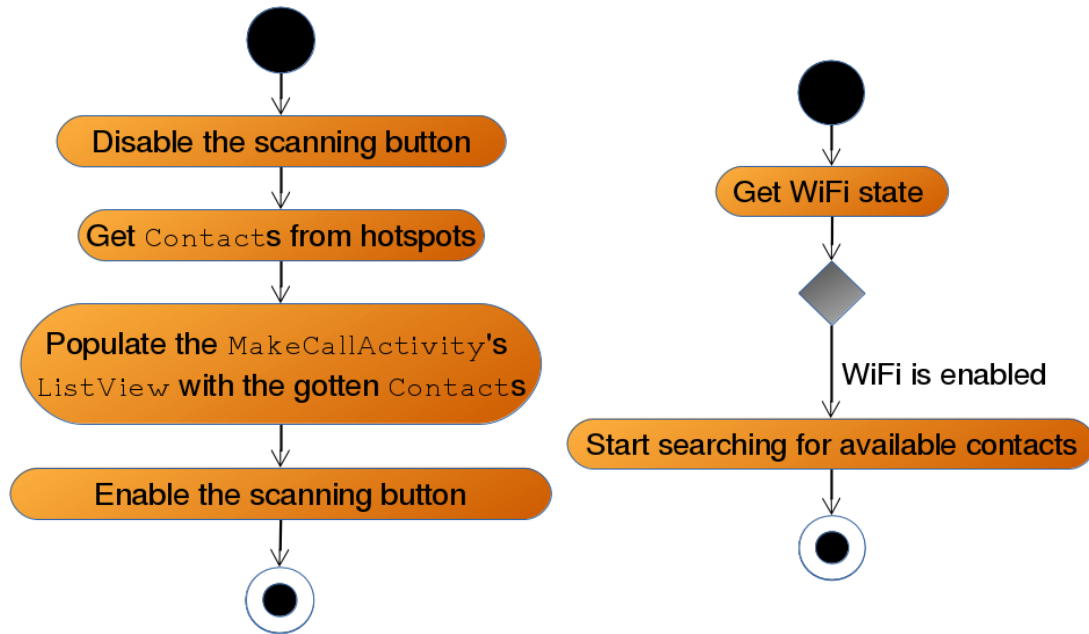 Disable the scanning button
Get Contacts from hotspots
Populate the MakeCallActivity's
ListView with the gotten Contacts
Enable the scanning button
Get WiFi state
WiFi is enabled
Start searching for available contacts